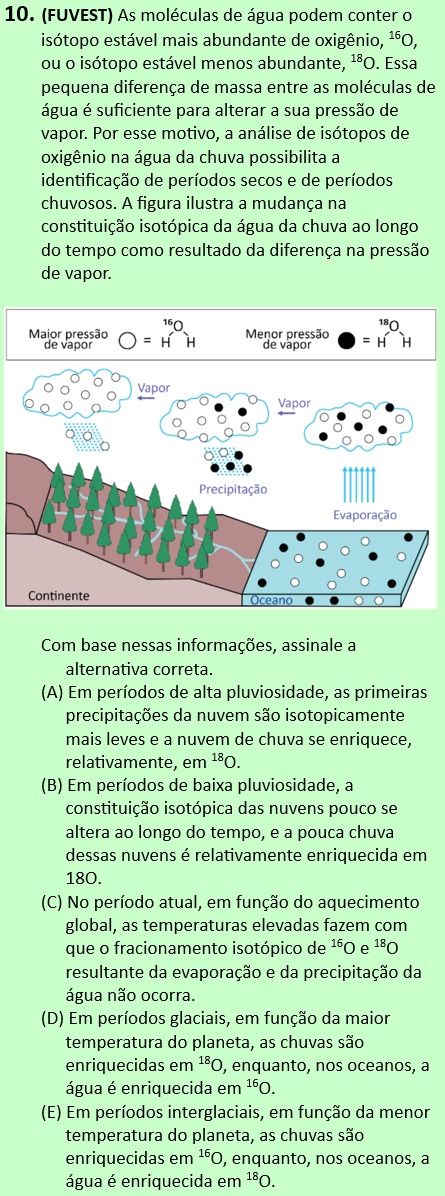 10. (FUVEST) As moléculas de água podem conter o
isótopo estável mais abundante de oxigênio, ¹⁶O,
ou o isótopo estável menos abundante, ¹⁸O. Essa
pequena diferença de massa entre as moléculas de
água é suficiente para alterar a sua pressão de
vapor. Por esse motivo, a análise de isótopos de
oxigênio na água da chuva possibilita a
identificação de períodos secos e de períodos
chuvosos. A figura ilustra a mudança na
constituição isotópica da água da chuva ao longo
do tempo como resultado da diferença na pressão
de vapor.
Maior pressão
de vapor
=
¹⁶O
H H
Menor pressão
de vapor
=
¹⁸O
H H
Vapor
Vapor
Precipitação
Evaporação
Continente
Oceano
Com base nessas informações, assinale a
alternativa correta.
(A) Em períodos de alta pluviosidade, as primeiras
precipitações da nuvem são isotopicamente
mais leves e a nuvem de chuva se enriquece,
relativamente, em ¹⁸O.
(B) Em períodos de baixa pluviosidade, a
constituição isotópica das nuvens pouco se
altera ao longo do tempo, e a pouca chuva
dessas nuvens é relativamente enriquecida em
18O.
(C) No período atual, em função do aquecimento
global, as temperaturas elevadas fazem com
que o fracionamento isotópico de ¹⁶O e ¹⁸O
resultante da evaporação e da precipitação da
água não ocorra.
(D) Em períodos glaciais, em função da maior
temperatura do planeta, as chuvas são
enriquecidas em ¹⁸O, enquanto, nos oceanos, a
água é enriquecida em ¹⁶O.
(E) Em períodos interglaciais, em função da menor
temperatura do planeta, as chuvas são
enriquecidas em ¹⁶O, enquanto, nos oceanos, a
água é enriquecida em ¹⁸O.